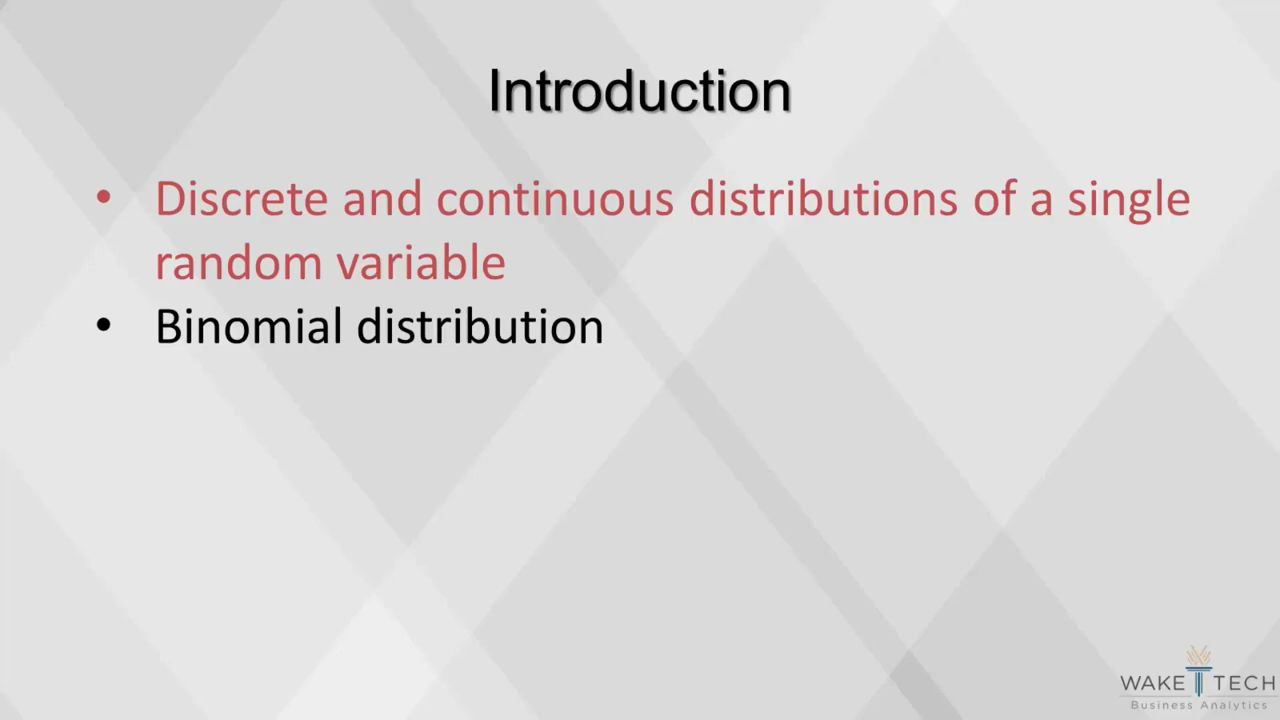 Introduction
• Discrete and continuous distributions of a single
random variable
• Binomial distribution
WAKE TECH
Business Analytics